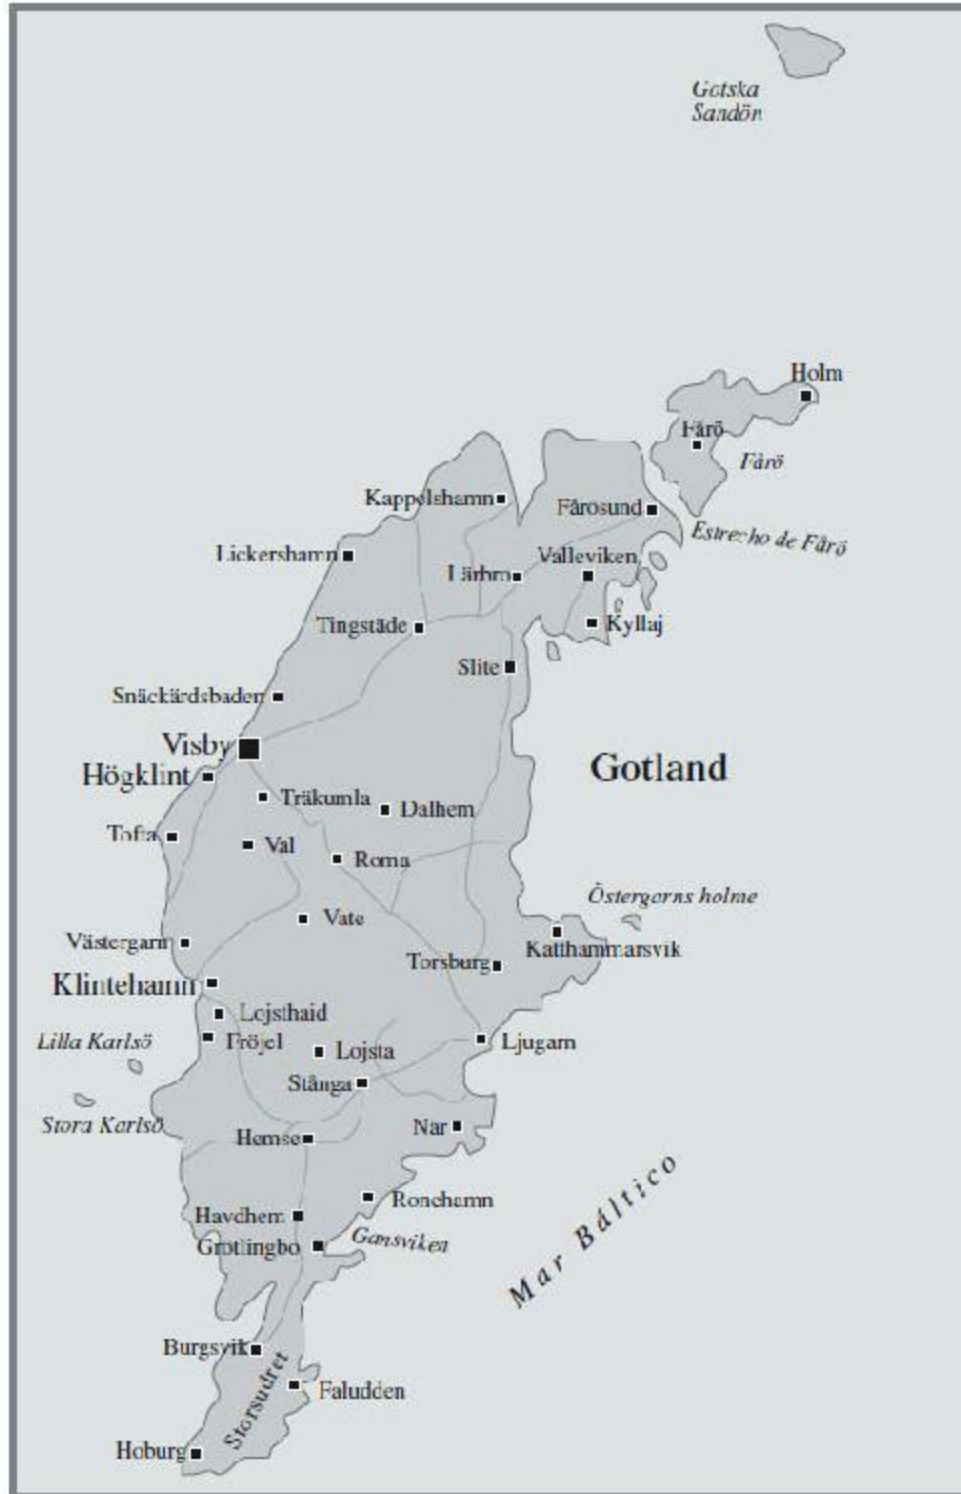 Gotska
Sandön
Holm
Fårö
Fårö
Kappelshamn
Fårosund
Estrecho de Fårö
Lickershamn
Valleviken
Lärbro
Tingstäde
Kyllaj
Slite
Snäckärdsbaden
Visby
Gotland
Högklint
Träkumla
Dalhem
Tofta
Val
Roma
Östergarns holme
Vate
Västergarn
Katthammarsvik
Torsburg
Klintehamn
Lojsthaid
Lilla Karlsö
Fröjel
Lojsta
Ljugarn
Stånga
Stora Karlsö
Hemse
När
Mar Báltico
Ronehamn
Havdhem
Gansviken
Grotlingbo
Burgsvik
Storsudret
Faludden
Hoburg